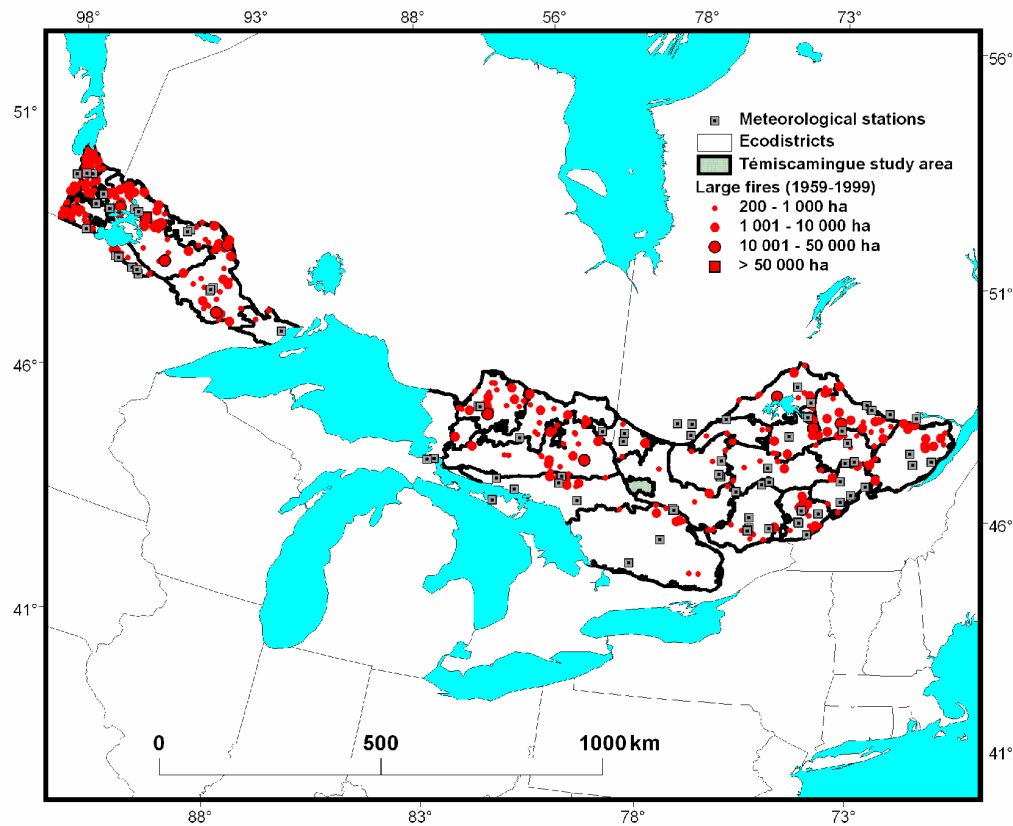 98° 93° 88° 56° 78° 73°
56°
51°
Meteorological stations
Ecodistricts
Témiscamingue study area
Large fires (1959-1999)
200 - 1 000 ha
1 001 - 10 000 ha
10 001 - 50 000 ha
> 50 000 ha
51°
46°
46°
41°
0 500 1000 km
41°
88° 83° 78° 73°